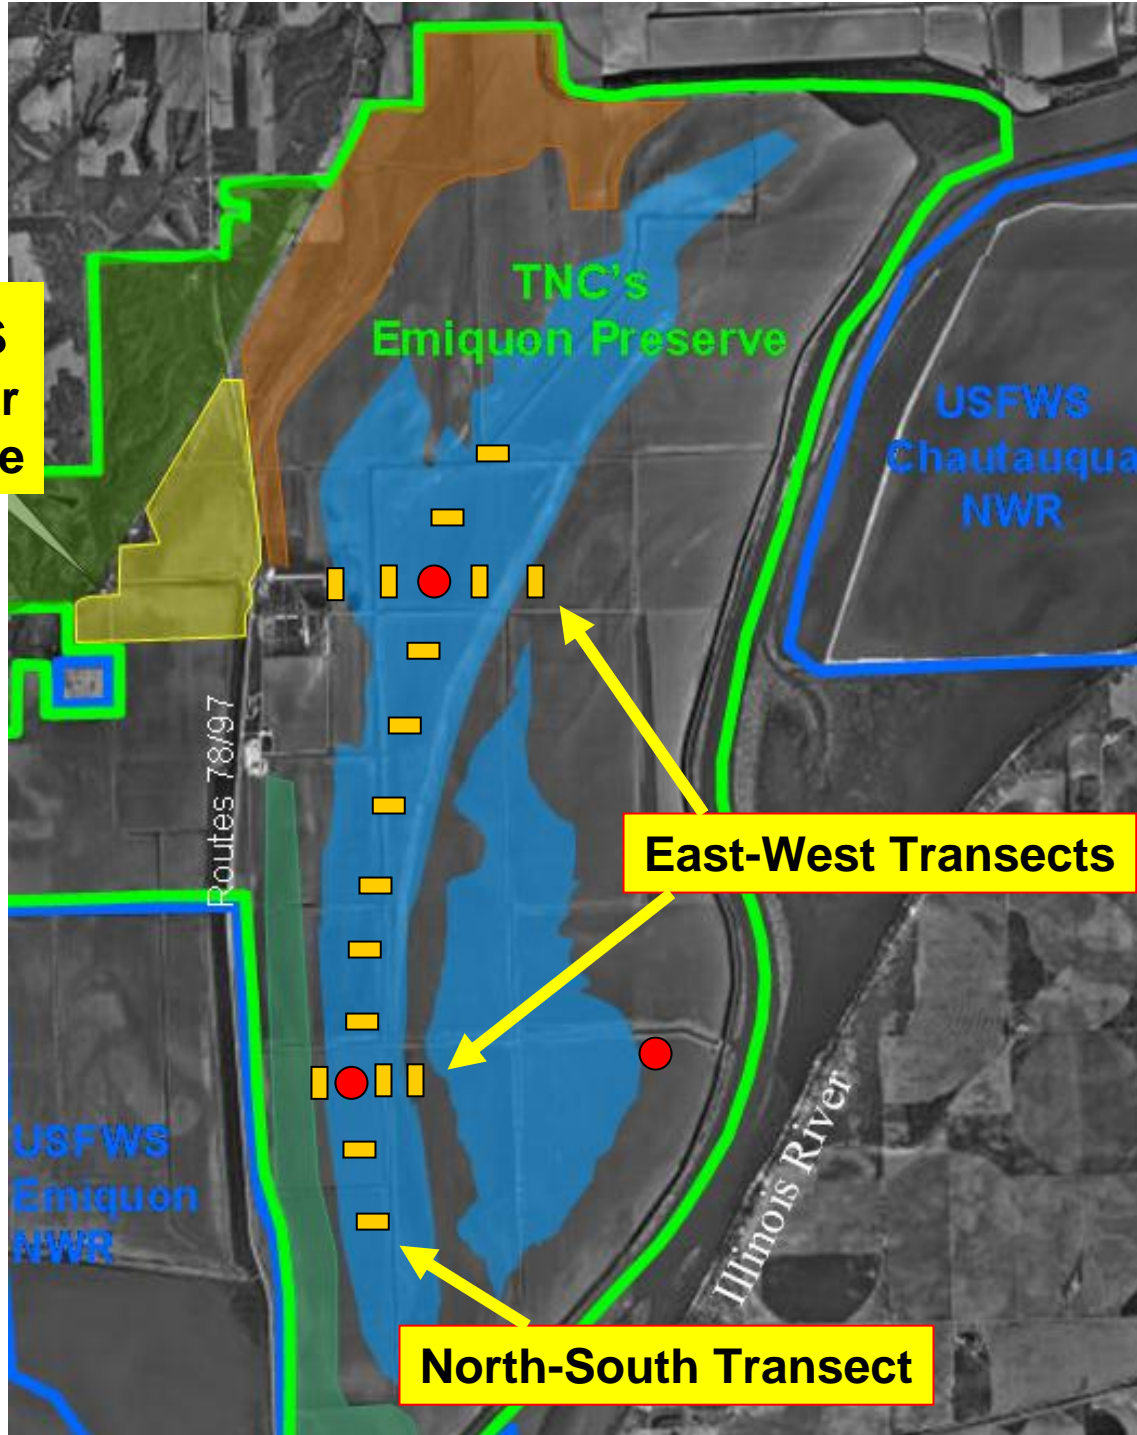 TNC's
Emiquon Preserve
S
r
e
USFWS
Chautauqua
NWR
Routes 78/97
East-West Transects
USFWS
Emiquon
NWR
Illinois River
North-South Transect